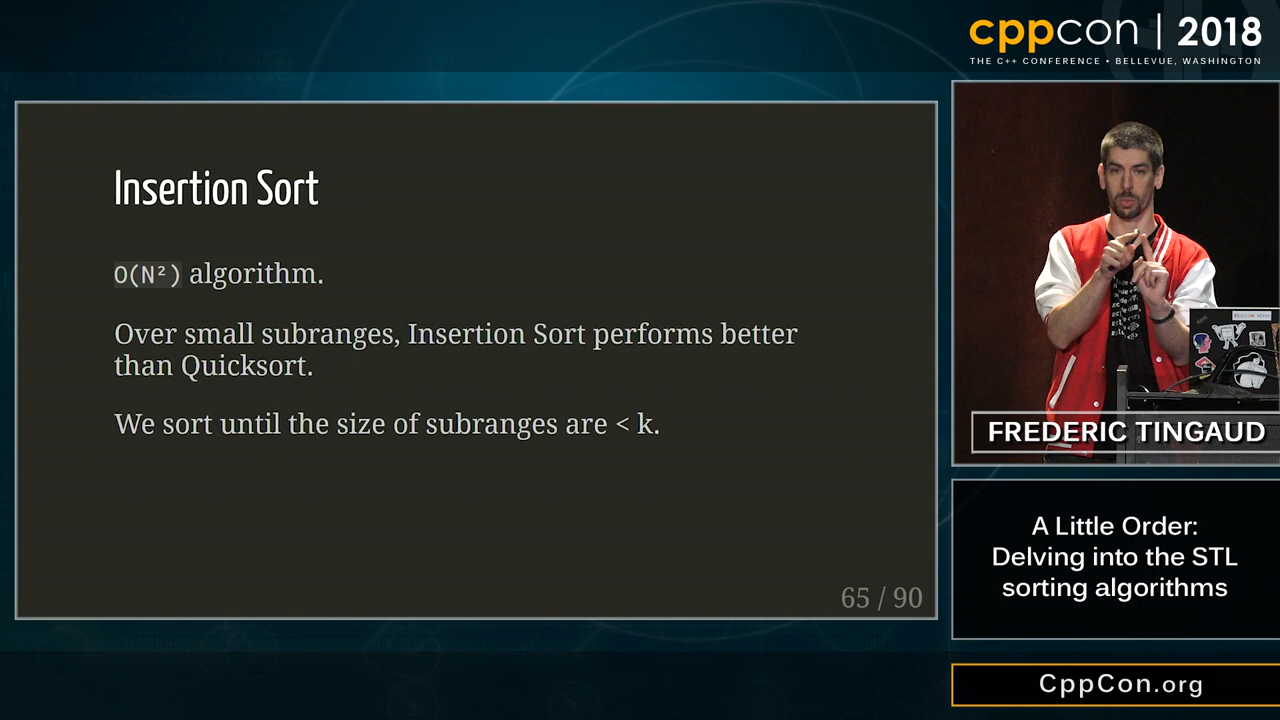 cppcon | 2018
THE C++ CONFERENCE • BELLEVUE, WASHINGTON
Insertion Sort
O(N²) algorithm.
Over small subranges, Insertion Sort performs better
than Quicksort.
We sort until the size of subranges are < k.
65 / 90
FREDERIC TINGAUD
A Little Order:
Delving into the STL
sorting algorithms
CppCon.org